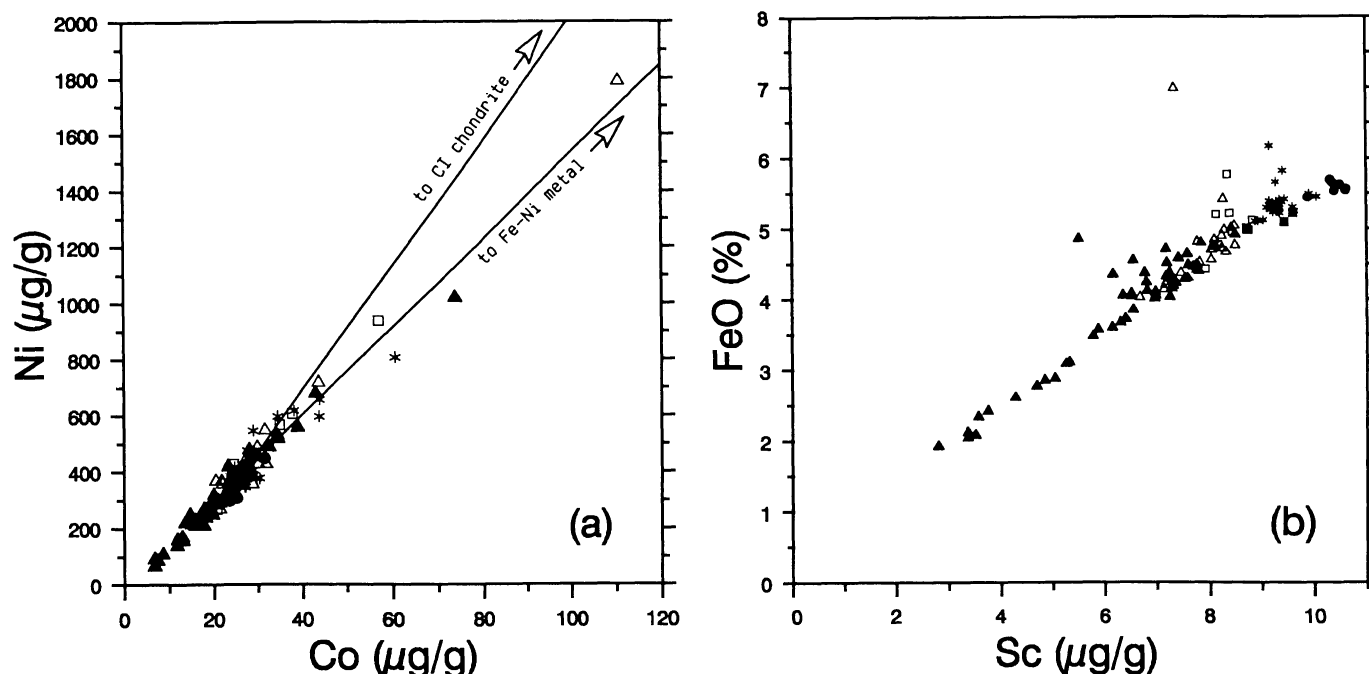 2000
1800
1600
1400
1200
1000
800
600
400
200
0
Ni (µg/g)
0 20 40 60 80 100 120
Co (µg/g)
to CI chondrite
to Fe-Ni metal
(a)
8
7
6
5
4
3
2
1
0
FeO (%)
0 2 4 6 8 10
Sc (µg/g)
(b)